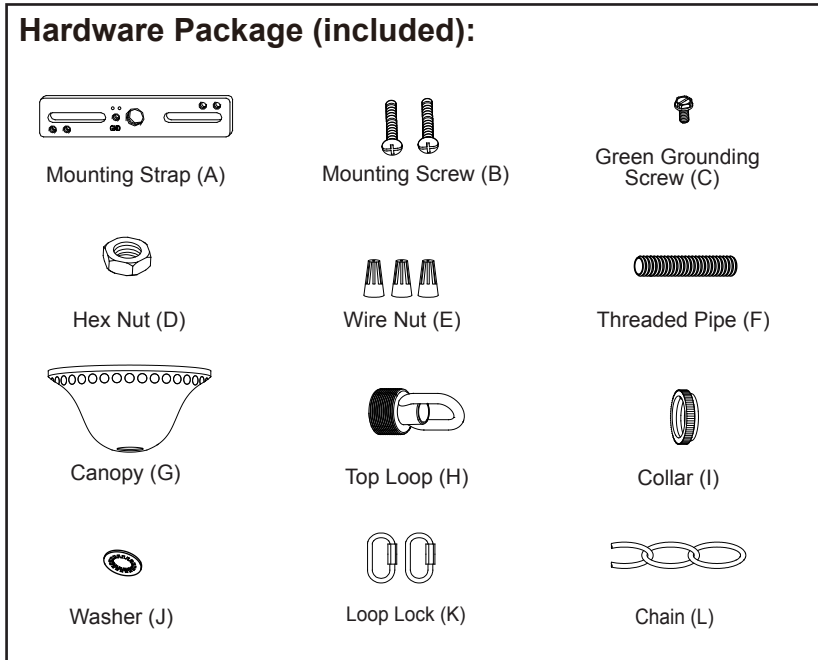 Hardware Package (included):
GND
Mounting Strap (A)
Mounting Screw (B)
Green Grounding
Screw (C)
Hex Nut (D)
Wire Nut (E)
Threaded Pipe (F)
Canopy (G)
Top Loop (H)
Collar (I)
Washer (J)
Loop Lock (K)
Chain (L)